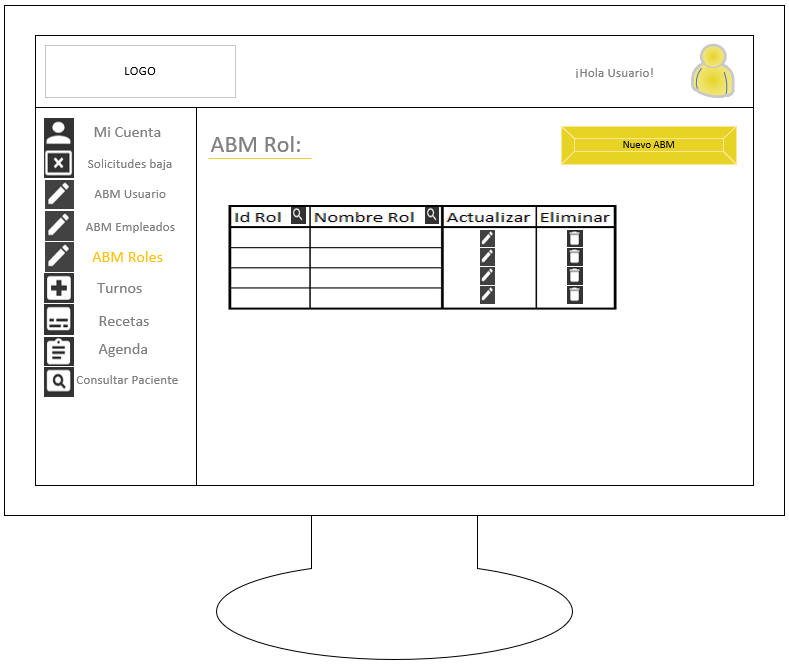 LOGO
¡Hola Usuario!
Mi Cuenta
Solicitudes baja
ABM Usuario
ABM Empleados
ABM Roles
Turnos
Recetas
Agenda
Consultar Paciente
ABM Rol:
Nuevo ABM
Id Rol Nombre Rol Actualizar Eliminar